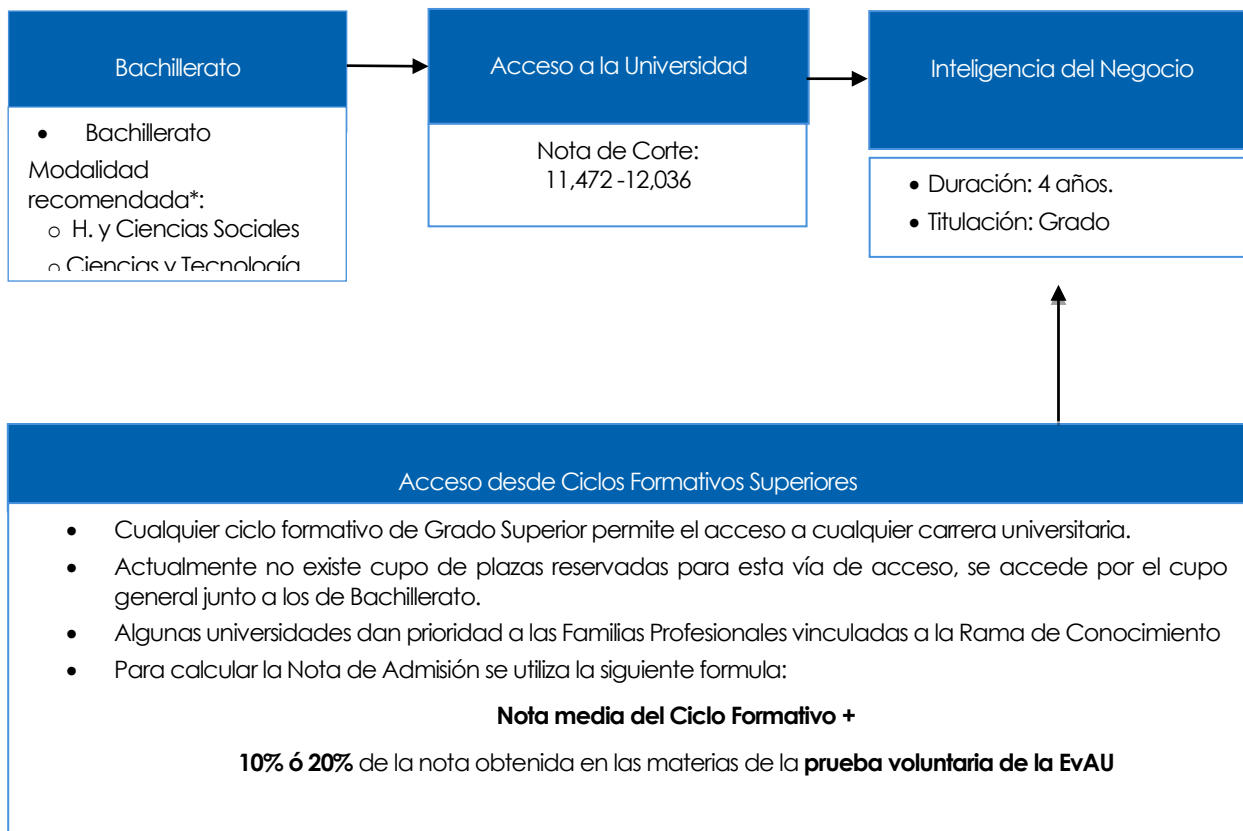 Bachillerato
• Bachillerato
Modalidad
recomendada*:
o H. y Ciencias Sociales
o Ciencias y Tecnología
Acceso a la Universidad
Nota de Corte:
11,472 -12,036
Inteligencia del Negocio
• Duración: 4 años.
• Titulación: Grado
Acceso desde Ciclos Formativos Superiores
• Cualquier ciclo formativo de Grado Superior permite el acceso a cualquier carrera universitaria.
• Actualmente no existe cupo de plazas reservadas para esta vía de acceso, se accede por el cupo
general junto a los de Bachillerato.
• Algunas universidades dan prioridad a las Familias Profesionales vinculadas a la Rama de Conocimiento
• Para calcular la Nota de Admisión se utiliza la siguiente formula:
Nota media del Ciclo Formativo +
10% ó 20% de la nota obtenida en las materias de la prueba voluntaria de la EvAU